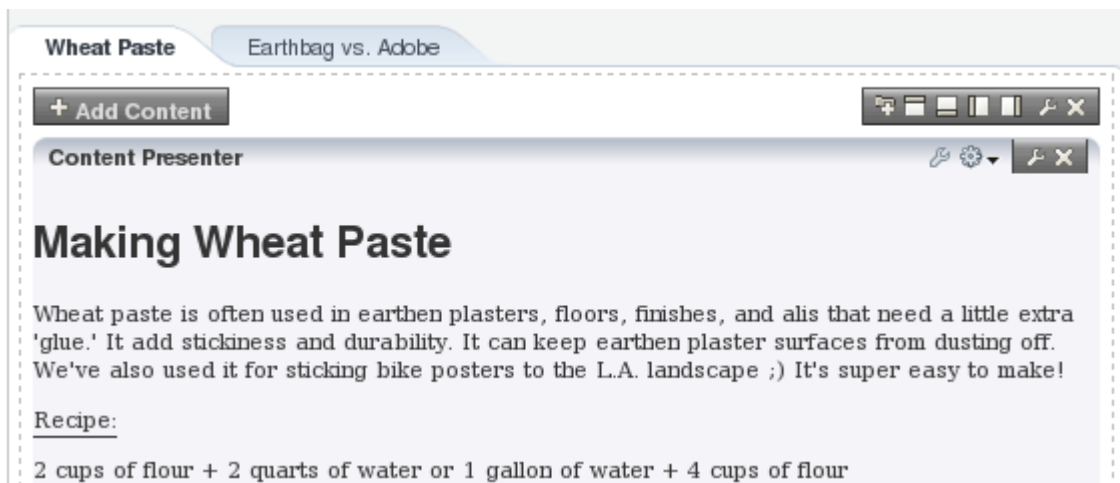 Wheat Paste Earthbag vs. Adobe
+ Add Content
Content Presenter
Making Wheat Paste
Wheat paste is often used in earthen plasters, floors, finishes, and alis that need a little extra
'glue.' It add stickiness and durability. It can keep earthen plaster surfaces from dusting off.
We've also used it for sticking bike posters to the L.A. landscape ;) It's super easy to make!
Recipe:
2 cups of flour + 2 quarts of water or 1 gallon of water + 4 cups of flour